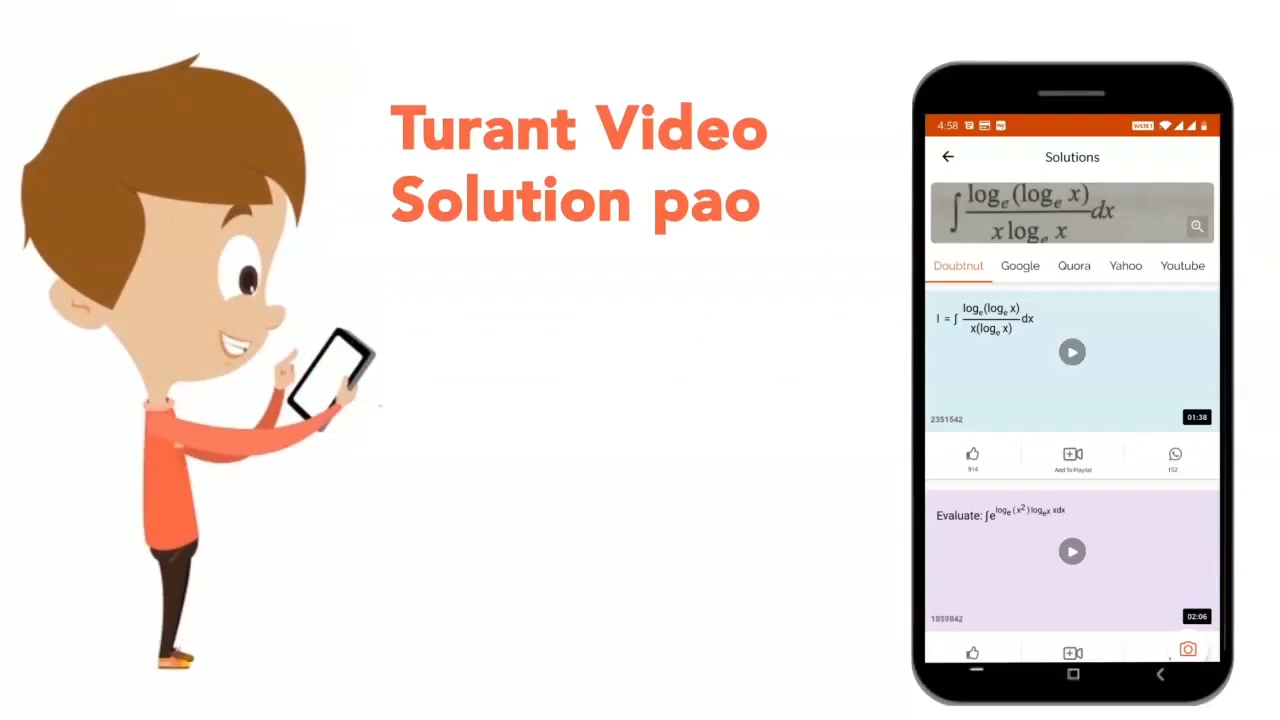 Turant Video
Solution pao
4:58
Solutions
∫ logₑ(logₑ x) / x logₑ x dx
Doubtnut Google Quora Yahoo Youtube
I = ∫ logₑ(logₑ x) / x(logₑ x) dx
2351542
01:38
914
Add To Playlist
152
Evaluate: ∫e^logₑ(x²)logₑx xdx
1859842
02:06